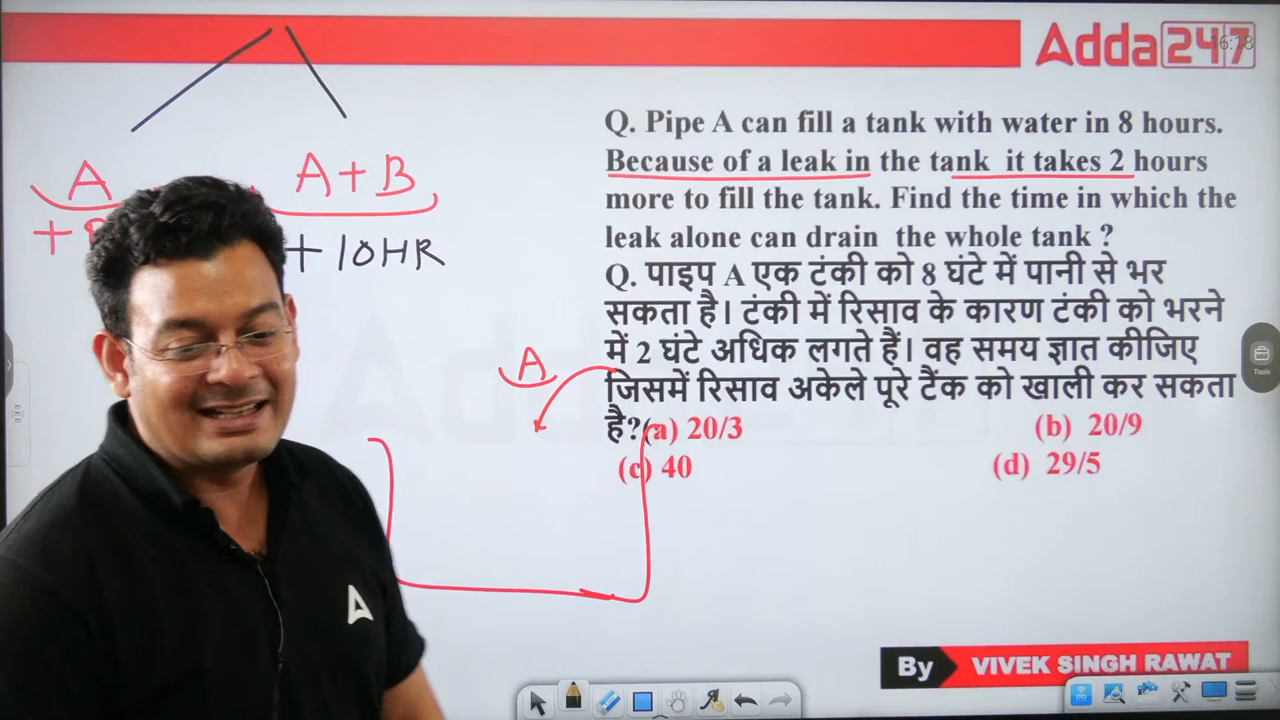 Adda247
16:18
Q. Pipe A can fill a tank with water in 8 hours.
Because of a leak in the tank it takes 2 hours
more to fill the tank. Find the time in which the
leak alone can drain the whole tank ?
Q. पाइप A एक टंकी को 8 घंटे में पानी से भर
सकता है। टंकी में रिसाव के कारण टंकी को भरने
में 2 घंटे अधिक लगते हैं। वह समय ज्ञात कीजिए
जिसमें रिसाव अकेले पूरे टैंक को खाली कर सकता
है?(a) 20/3 (b) 20/9
(c) 40 (d) 29/5
A A+B
+ + 10HR
A
Tools
By VIVEK SINGH RAWAT